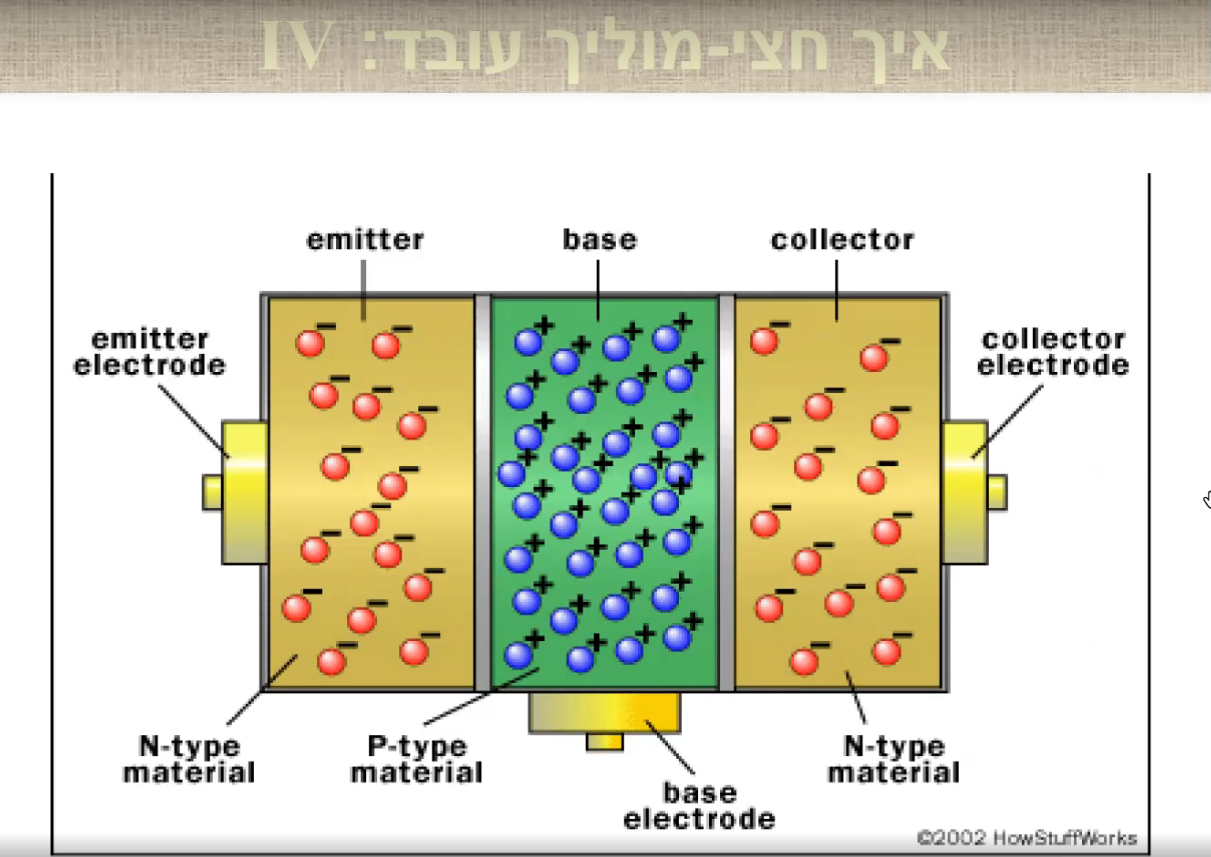 איך חצי-מוליך עובד: IV
emitter
base
collector
emitter
electrode
collector
electrode
N-type
material
P-type
material
N-type
material
base
electrode
©2002 HowStuffWorks